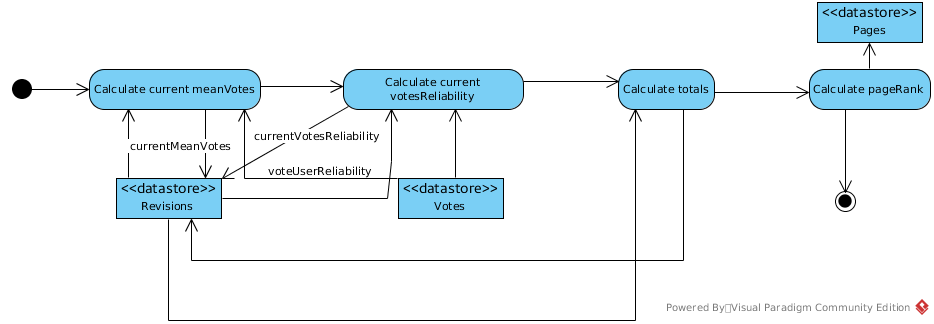 <<datastore>>
Pages
Calculate current meanVotes
Calculate current
votesReliability
Calculate totals
Calculate pageRank
currentVotesReliability
currentMeanVotes
voteUserReliability
<<datastore>>
Revisions
<<datastore>>
Votes
Powered By Visual Paradigm Community Edition